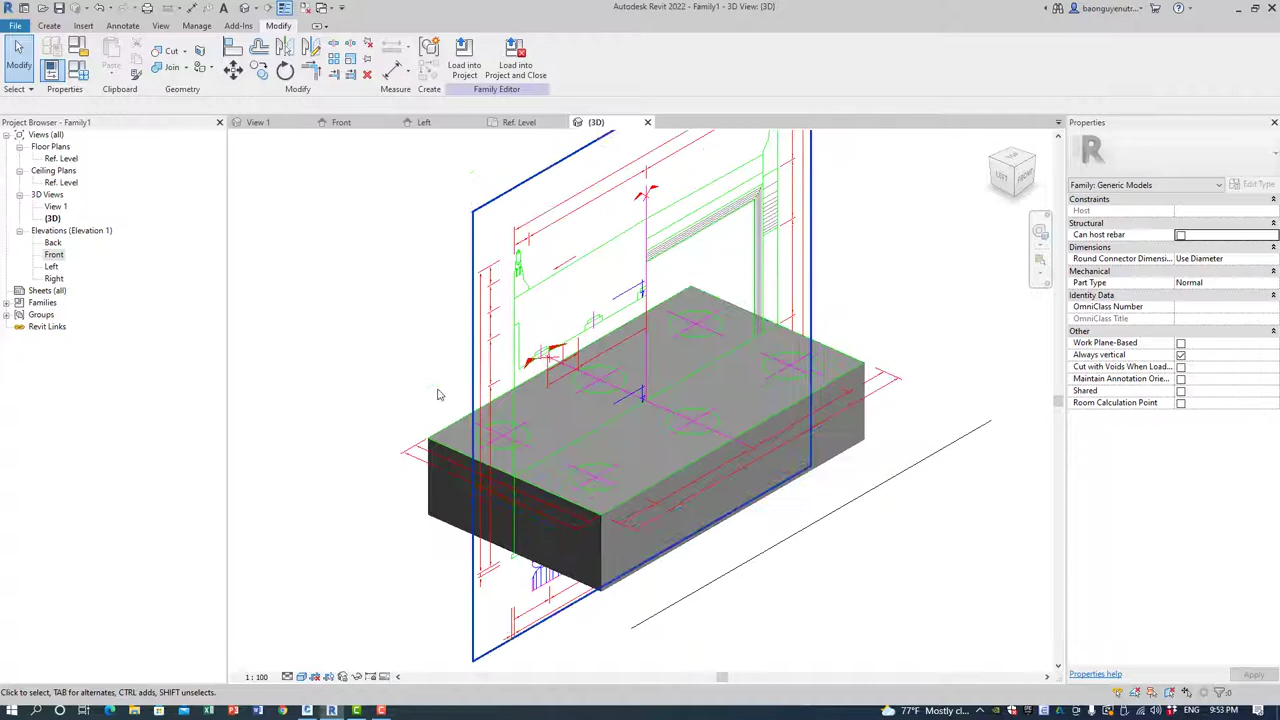 Autodesk Revit 2022 - Family1 - 3D View: {3D}
baonguyenutr...
File
Create
Insert
Annotate
View
Manage
Add-Ins
Modify
Modify
Paste
Cut
Join
Load into
Project
Load into
Project and Close
Select
Properties
Clipboard
Geometry
Modify
Measure
Create
Family Editor
Project Browser - Family1
View 1
Front
Left
Ref. Level
{3D}
Properties
Views (all)
Floor Plans
Ref. Level
Ceiling Plans
Ref. Level
3D Views
View 1
{3D}
Elevations (Elevation 1)
Back
Front
Left
Right
Sheets (all)
Families
Groups
Revit Links
TOP
LEFT
FRONT
Family: Generic Models
Edit Type
Constraints
Host
Structural
Can host rebar
Dimensions
Round Connector Dimensi... Use Diameter
Mechanical
Part Type Normal
Identity Data
OmniClass Number
OmniClass Title
Other
Work Plane-Based
Always vertical
Cut with Voids When Load...
Maintain Annotation Orie...
Shared
Room Calculation Point
Properties help
Apply
1 : 100
Click to select, TAB for alternates, CTRL adds, SHIFT unselects.
:0
77°F Mostly cl...
ENG
9:53 PM